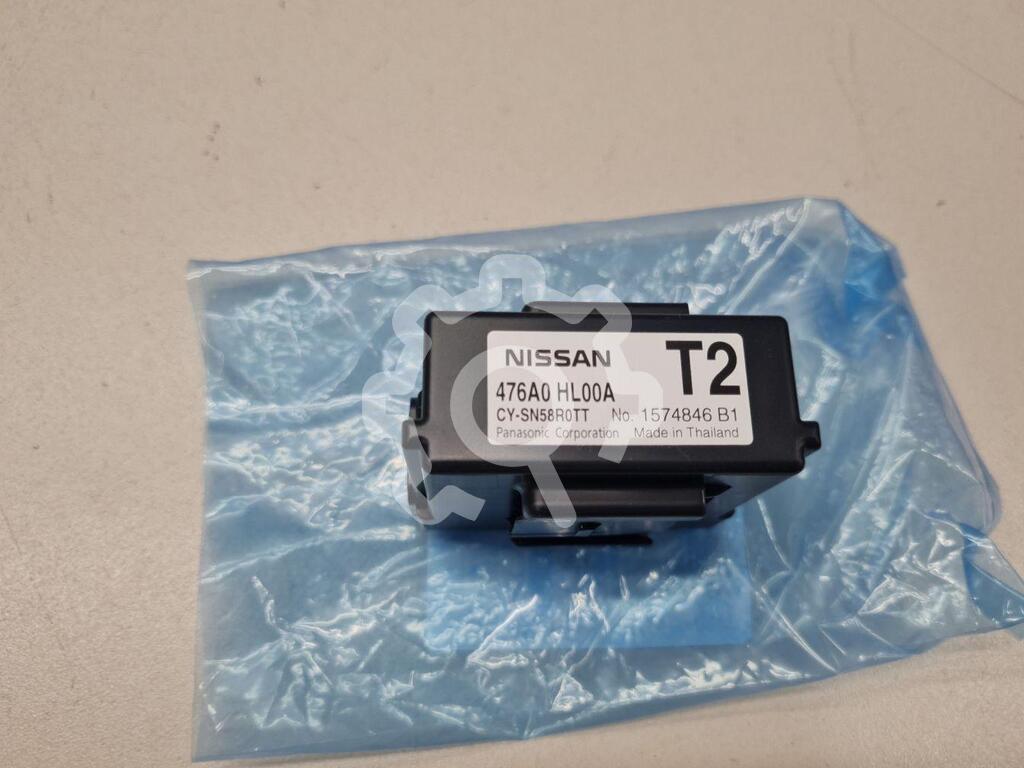 NISSAN
T2
476A0 HL00A
CY-SN58R0TT No. 1574846 B1
Panasonic Corporation Made in Thailand